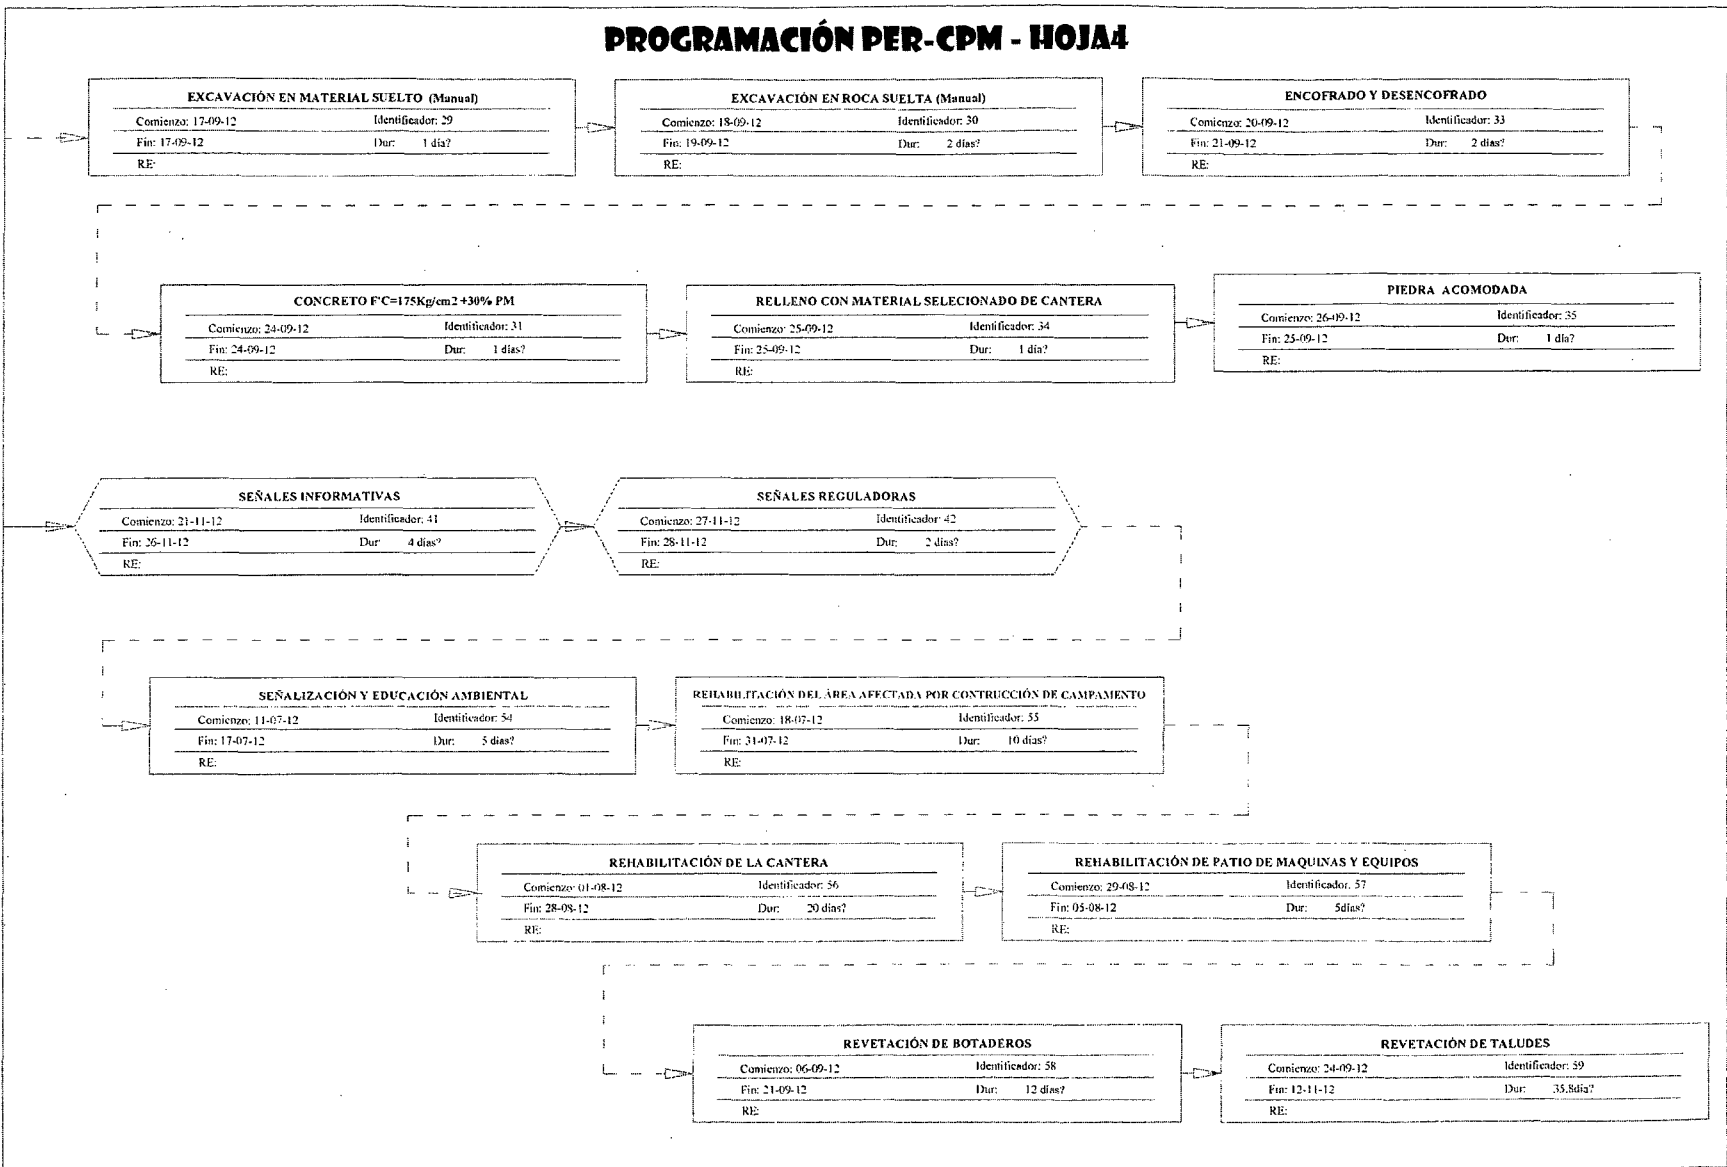 PROGRAMACIÓN PER-CPM - HOJA4
EXCAVACIÓN EN MATERIAL SUELTO (Manual)
Comienzo: 17-09-12 Identificador: 29
Fin: 17-09-12 Dur: 1 día?
RE:
EXCAVACIÓN EN ROCA SUELTA (Manual)
Comienzo: 18-09-12 Identificador: 30
Fin: 19-09-12 Dur: 2 días?
RE:
ENCOFRADO Y DESENCOFRADO
Comienzo: 20-09-12 Identificador: 33
Fin: 21-09-12 Dur: 2 días?
RE:
CONCRETO F'C=175Kg/cm2 +30% PM
Comienzo: 24-09-12 Identificador: 31
Fin: 24-09-12 Dur: 1 días?
RE:
RELLENO CON MATERIAL SELECIONADO DE CANTERA
Comienzo: 25-09-12 Identificador: 34
Fin: 25-09-12 Dur: 1 día?
RE:
PIEDRA ACOMODADA
Comienzo: 26-09-12 Identificador: 35
Fin: 25-09-12 Dur: 1 día?
RE:
SEÑALES INFORMATIVAS
Comienzo: 21-11-12 Identificador: 41
Fin: 26-11-12 Dur: 4 días?
RE:
SEÑALES REGULADORAS
Comienzo: 27-11-12 Identificador: 42
Fin: 28-11-12 Dur: 2 días?
RE:
SEÑALIZACIÓN Y EDUCACIÓN AMBIENTAL
Comienzo: 11-07-12 Identificador: 54
Fin: 17-07-12 Dur: 5 días?
RE:
REHABILITACIÓN DEL ÁREA AFECTADA POR CONTRUCCIÓN DE CAMPAMENTO
Comienzo: 18-07-12 Identificador: 55
Fin: 31-07-12 Dur: 10 días?
RE:
REHABILITACIÓN DE LA CANTERA
Comienzo: 01-08-12 Identificador: 56
Fin: 28-08-12 Dur: 20 días?
RE:
REHABILITACIÓN DE PATIO DE MAQUINAS Y EQUIPOS
Comienzo: 29-08-12 Identificador. 57
Fin: 05-08-12 Dur: 5días?
RE:
REVETACIÓN DE BOTADEROS
Comienzo: 06-09-12 Identificador: 58
Fin: 21-09-12 Dur: 12 días?
RE:
REVETACIÓN DE TALUDES
Comienzo: 24-09-12 Identificador: 59
Fin: 12-11-12 Dur: 35.8día?
RE: